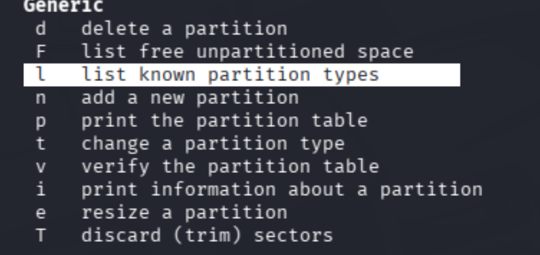 Generic
d delete a partition
F list free unpartitioned space
l list known partition types
n add a new partition
p print the partition table
t change a partition type
v verify the partition table
i print information about a partition
e resize a partition
T discard (trim) sectors